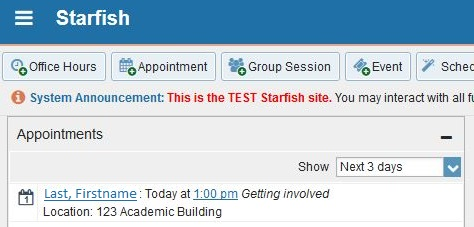 Starfish
Office Hours Appointment Group Session Event Sched
System Announcement: This is the TEST Starfish site. You may interact with all fu
Appointments
Show Next 3 days
1 Last, Firstname : Today at 1:00 pm Getting involved
Location: 123 Academic Building